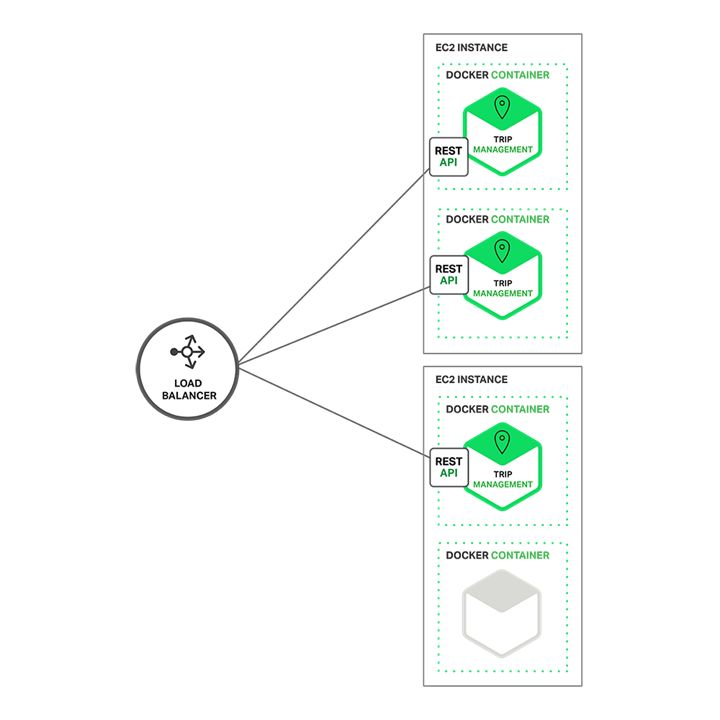 EC2 INSTANCE
DOCKER CONTAINER
TRIP
MANAGEMENT
REST
API
DOCKER CONTAINER
REST
API
TRIP
MANAGEMENT
LOAD
BALANCER
EC2 INSTANCE
DOCKER CONTAINER
REST
API
TRIP
MANAGEMENT
DOCKER CONTAINER